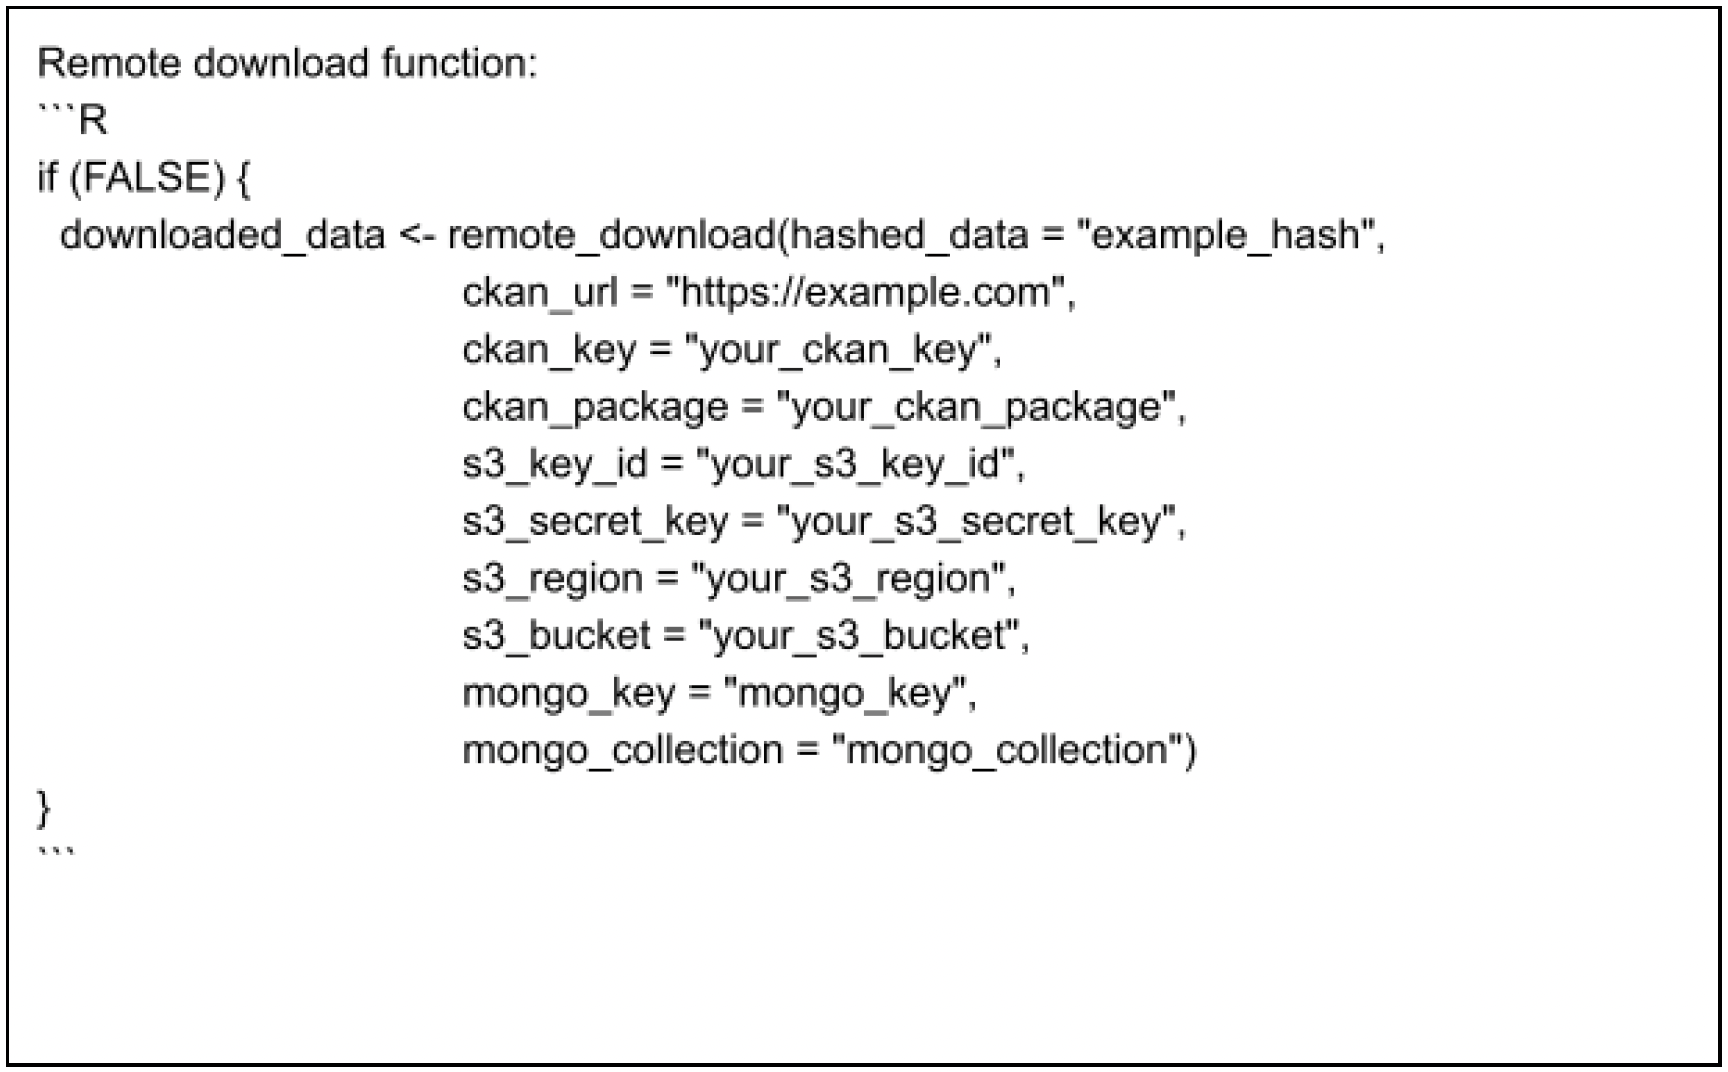 Remote download function:
```R
if (FALSE) {
  downloaded_data <- remote_download(hashed_data = "example_hash",
                                     ckan_url = "https://example.com",
                                     ckan_key = "your_ckan_key",
                                     ckan_package = "your_ckan_package",
                                     s3_key_id = "your_s3_key_id",
                                     s3_secret_key = "your_s3_secret_key",
                                     s3_region = "your_s3_region",
                                     s3_bucket = "your_s3_bucket",
                                     mongo_key = "mongo_key",
                                     mongo_collection = "mongo_collection")
}
```